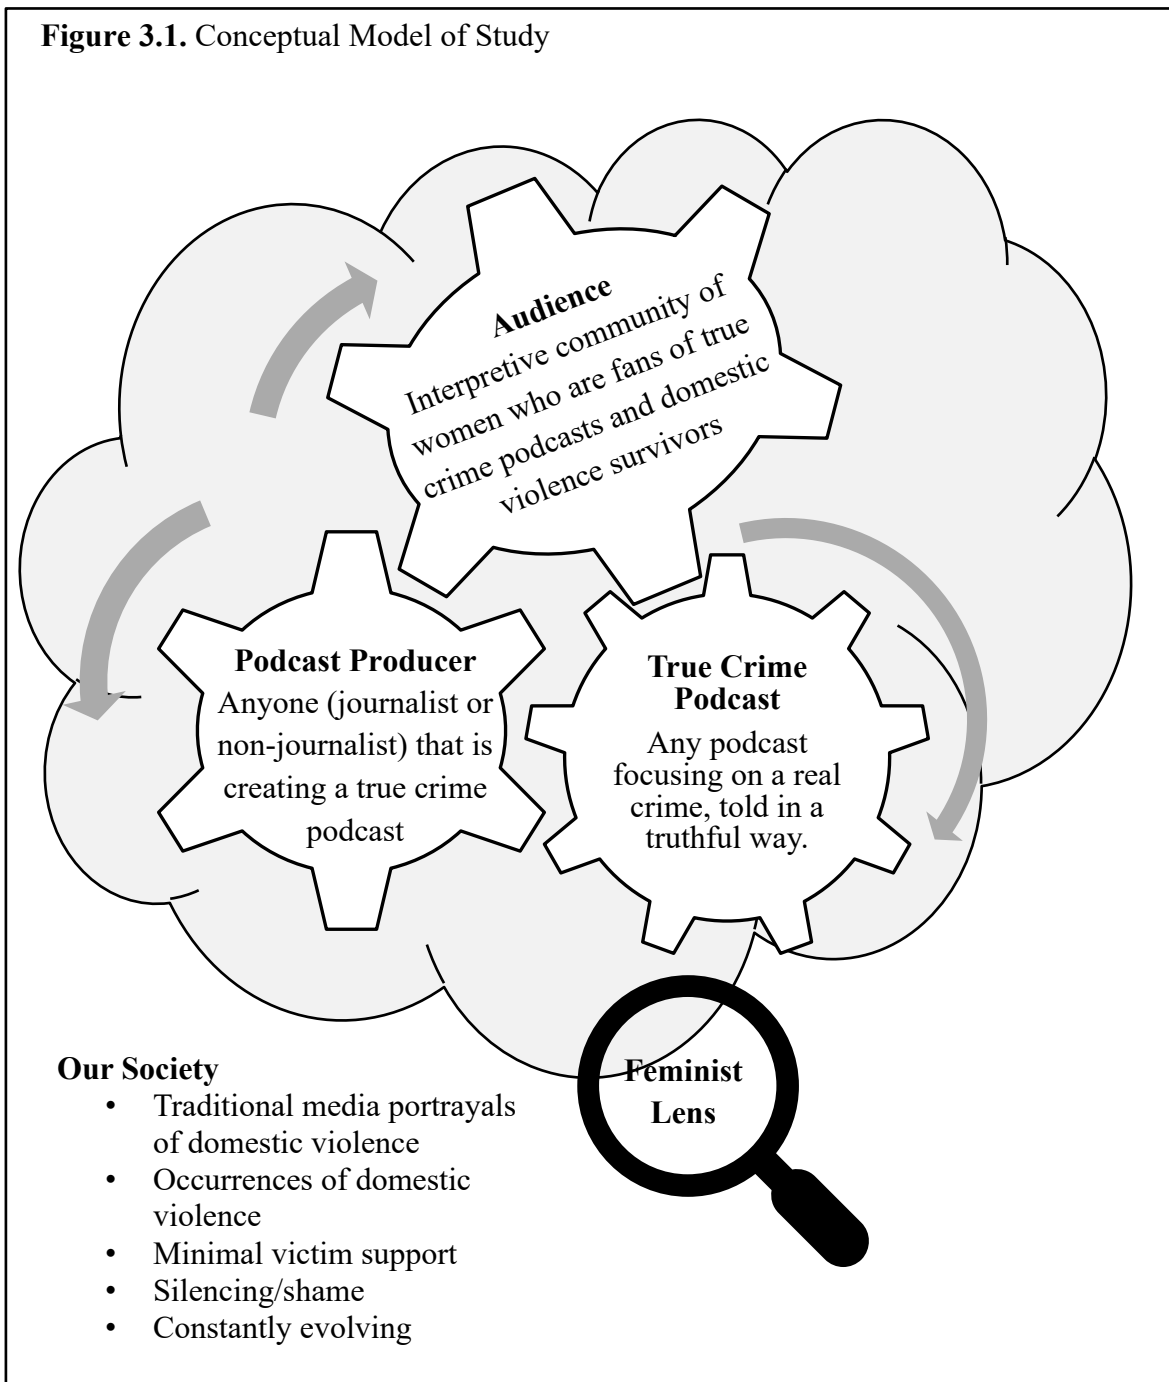 Figure 3.1. Conceptual Model of Study
Audience
Interpretive community of
women who are fans of true
crime podcasts and domestic
violence survivors
Podcast Producer
Anyone (journalist or
non-journalist) that is
creating a true crime
podcast
True Crime
Podcast
Any podcast
focusing on a real
crime, told in a
truthful way.
Feminist
Lens
Our Society
• Traditional media portrayals
of domestic violence
• Occurrences of domestic
violence
• Minimal victim support
• Silencing/shame
• Constantly evolving